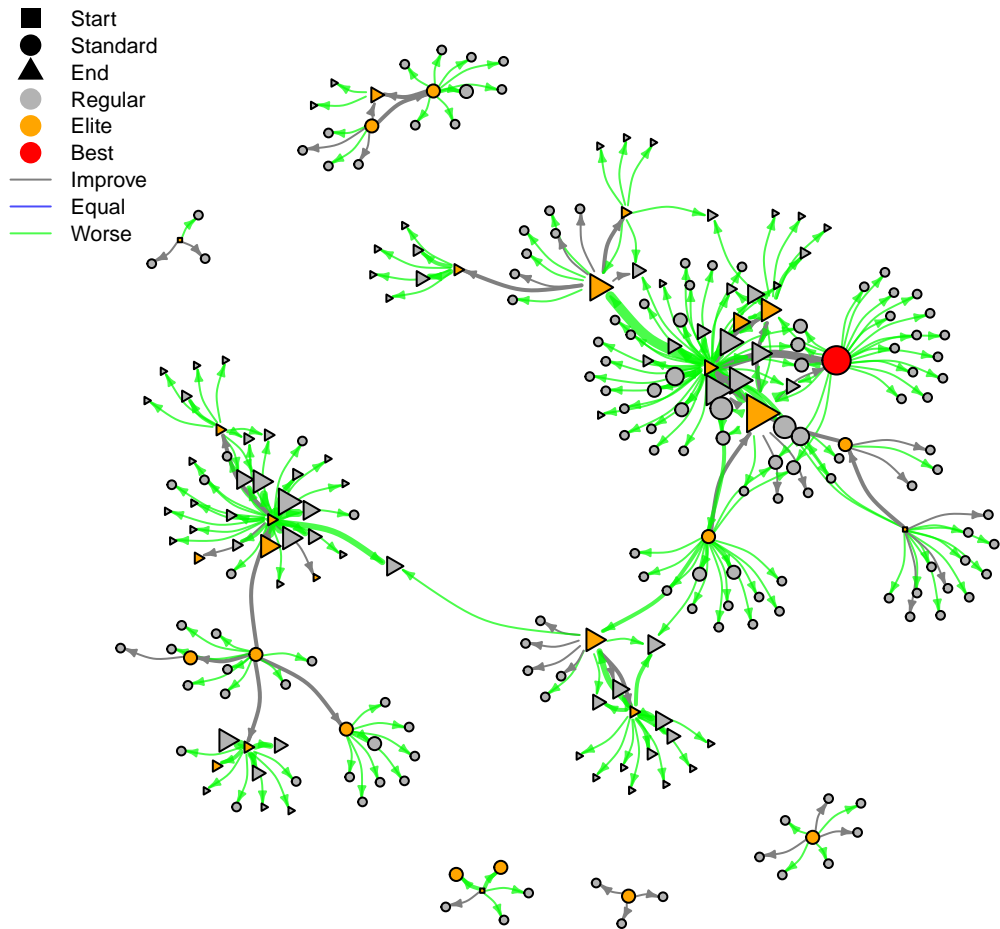 Start
Standard
End
Regular
Elite
Best
Improve
Equal
Worse